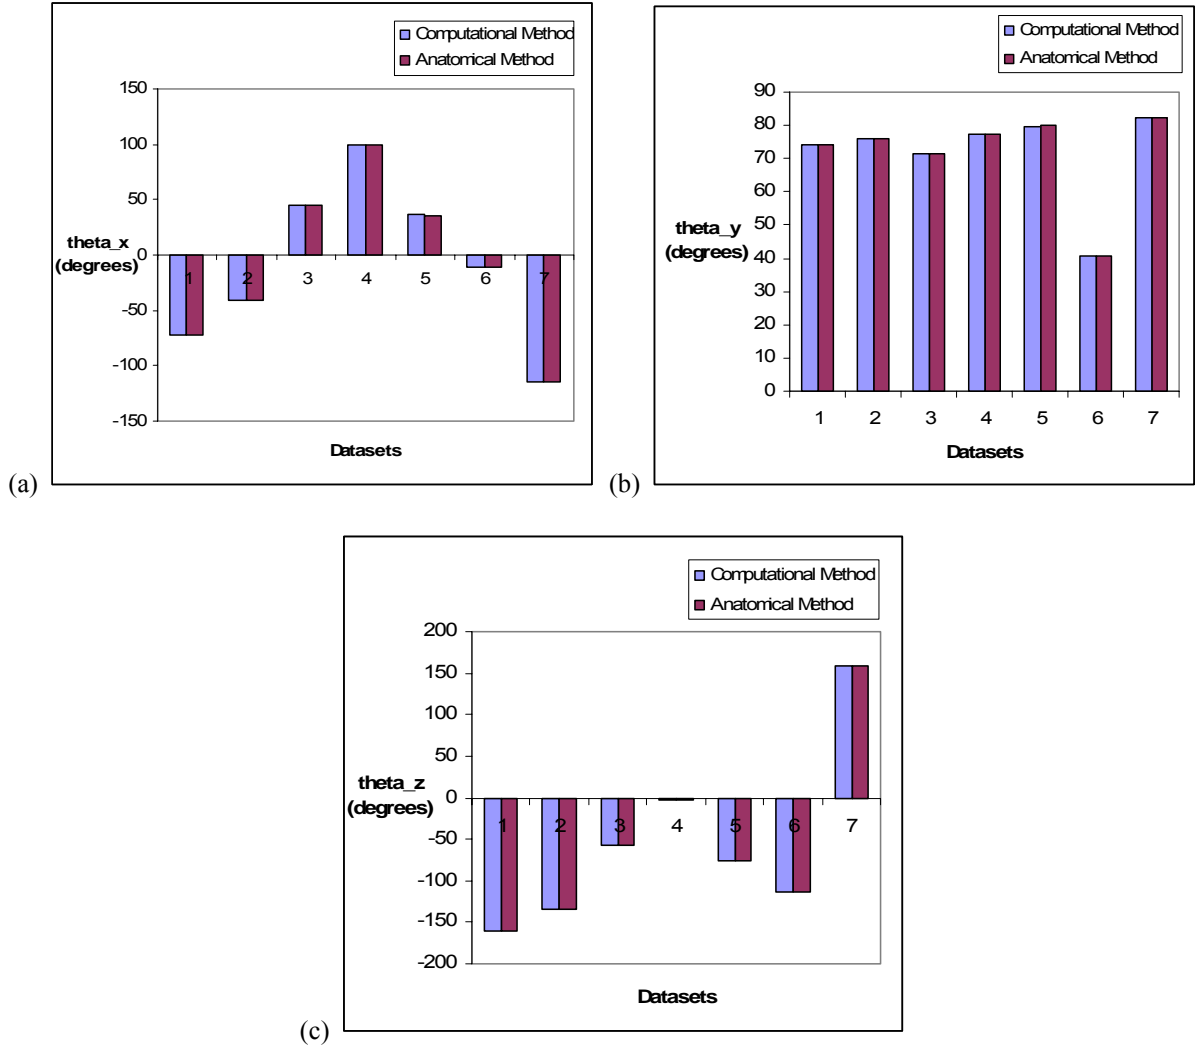 Computational Method
Anatomical Method
150
100
50
0
-50
-100
-150
theta_x
(degrees)
1 2 3 4 5 6 7
Datasets
(a)
Computational Method
Anatomical Method
90
80
70
60
50
40
30
20
10
0
theta_y
(degrees)
1 2 3 4 5 6 7
Datasets
(b)
Computational Method
Anatomical Method
200
150
100
50
0
-50
-100
-150
-200
theta_z
(degrees)
1 2 3 4 5 6 7
Datasets
(c)